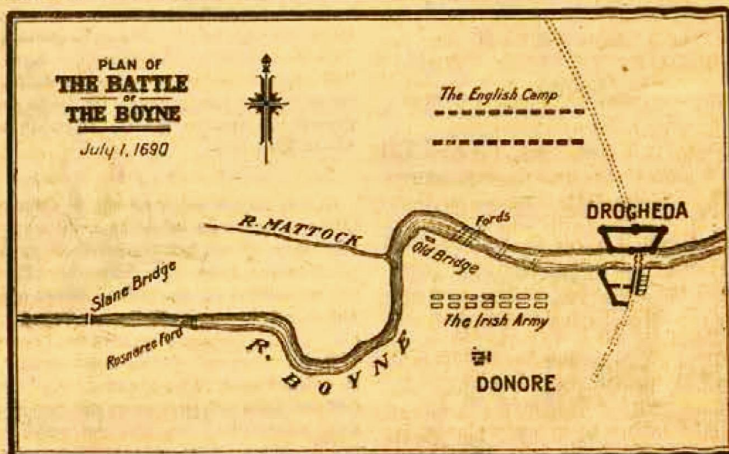 PLAN OF
THE BATTLE
OF
THE BOYNE
July 1, 1690
The English Camp
R. MATTOCK
Fords
DROGHEDA
Old Bridge
Slane Bridge
Rosnaree Ford
R. BOYNE
The Irish Army
DONORE